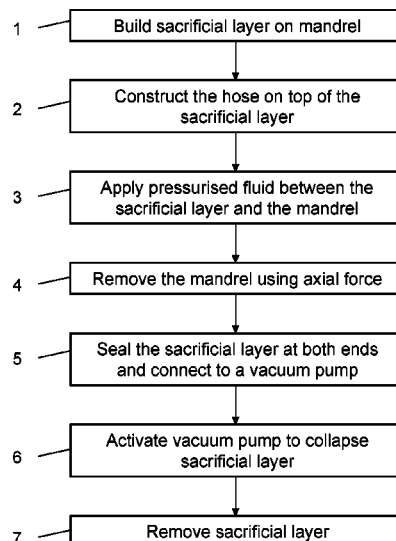 1 Build sacrificial layer on mandrel
2 Construct the hose on top of the
sacrificial layer
3 Apply pressurised fluid between the
sacrificial layer and the mandrel
4 Remove the mandrel using axial force
5 Seal the sacrificial layer at both ends
and connect to a vacuum pump
6 Activate vacuum pump to collapse
sacrificial layer
7 Remove sacrificial layer